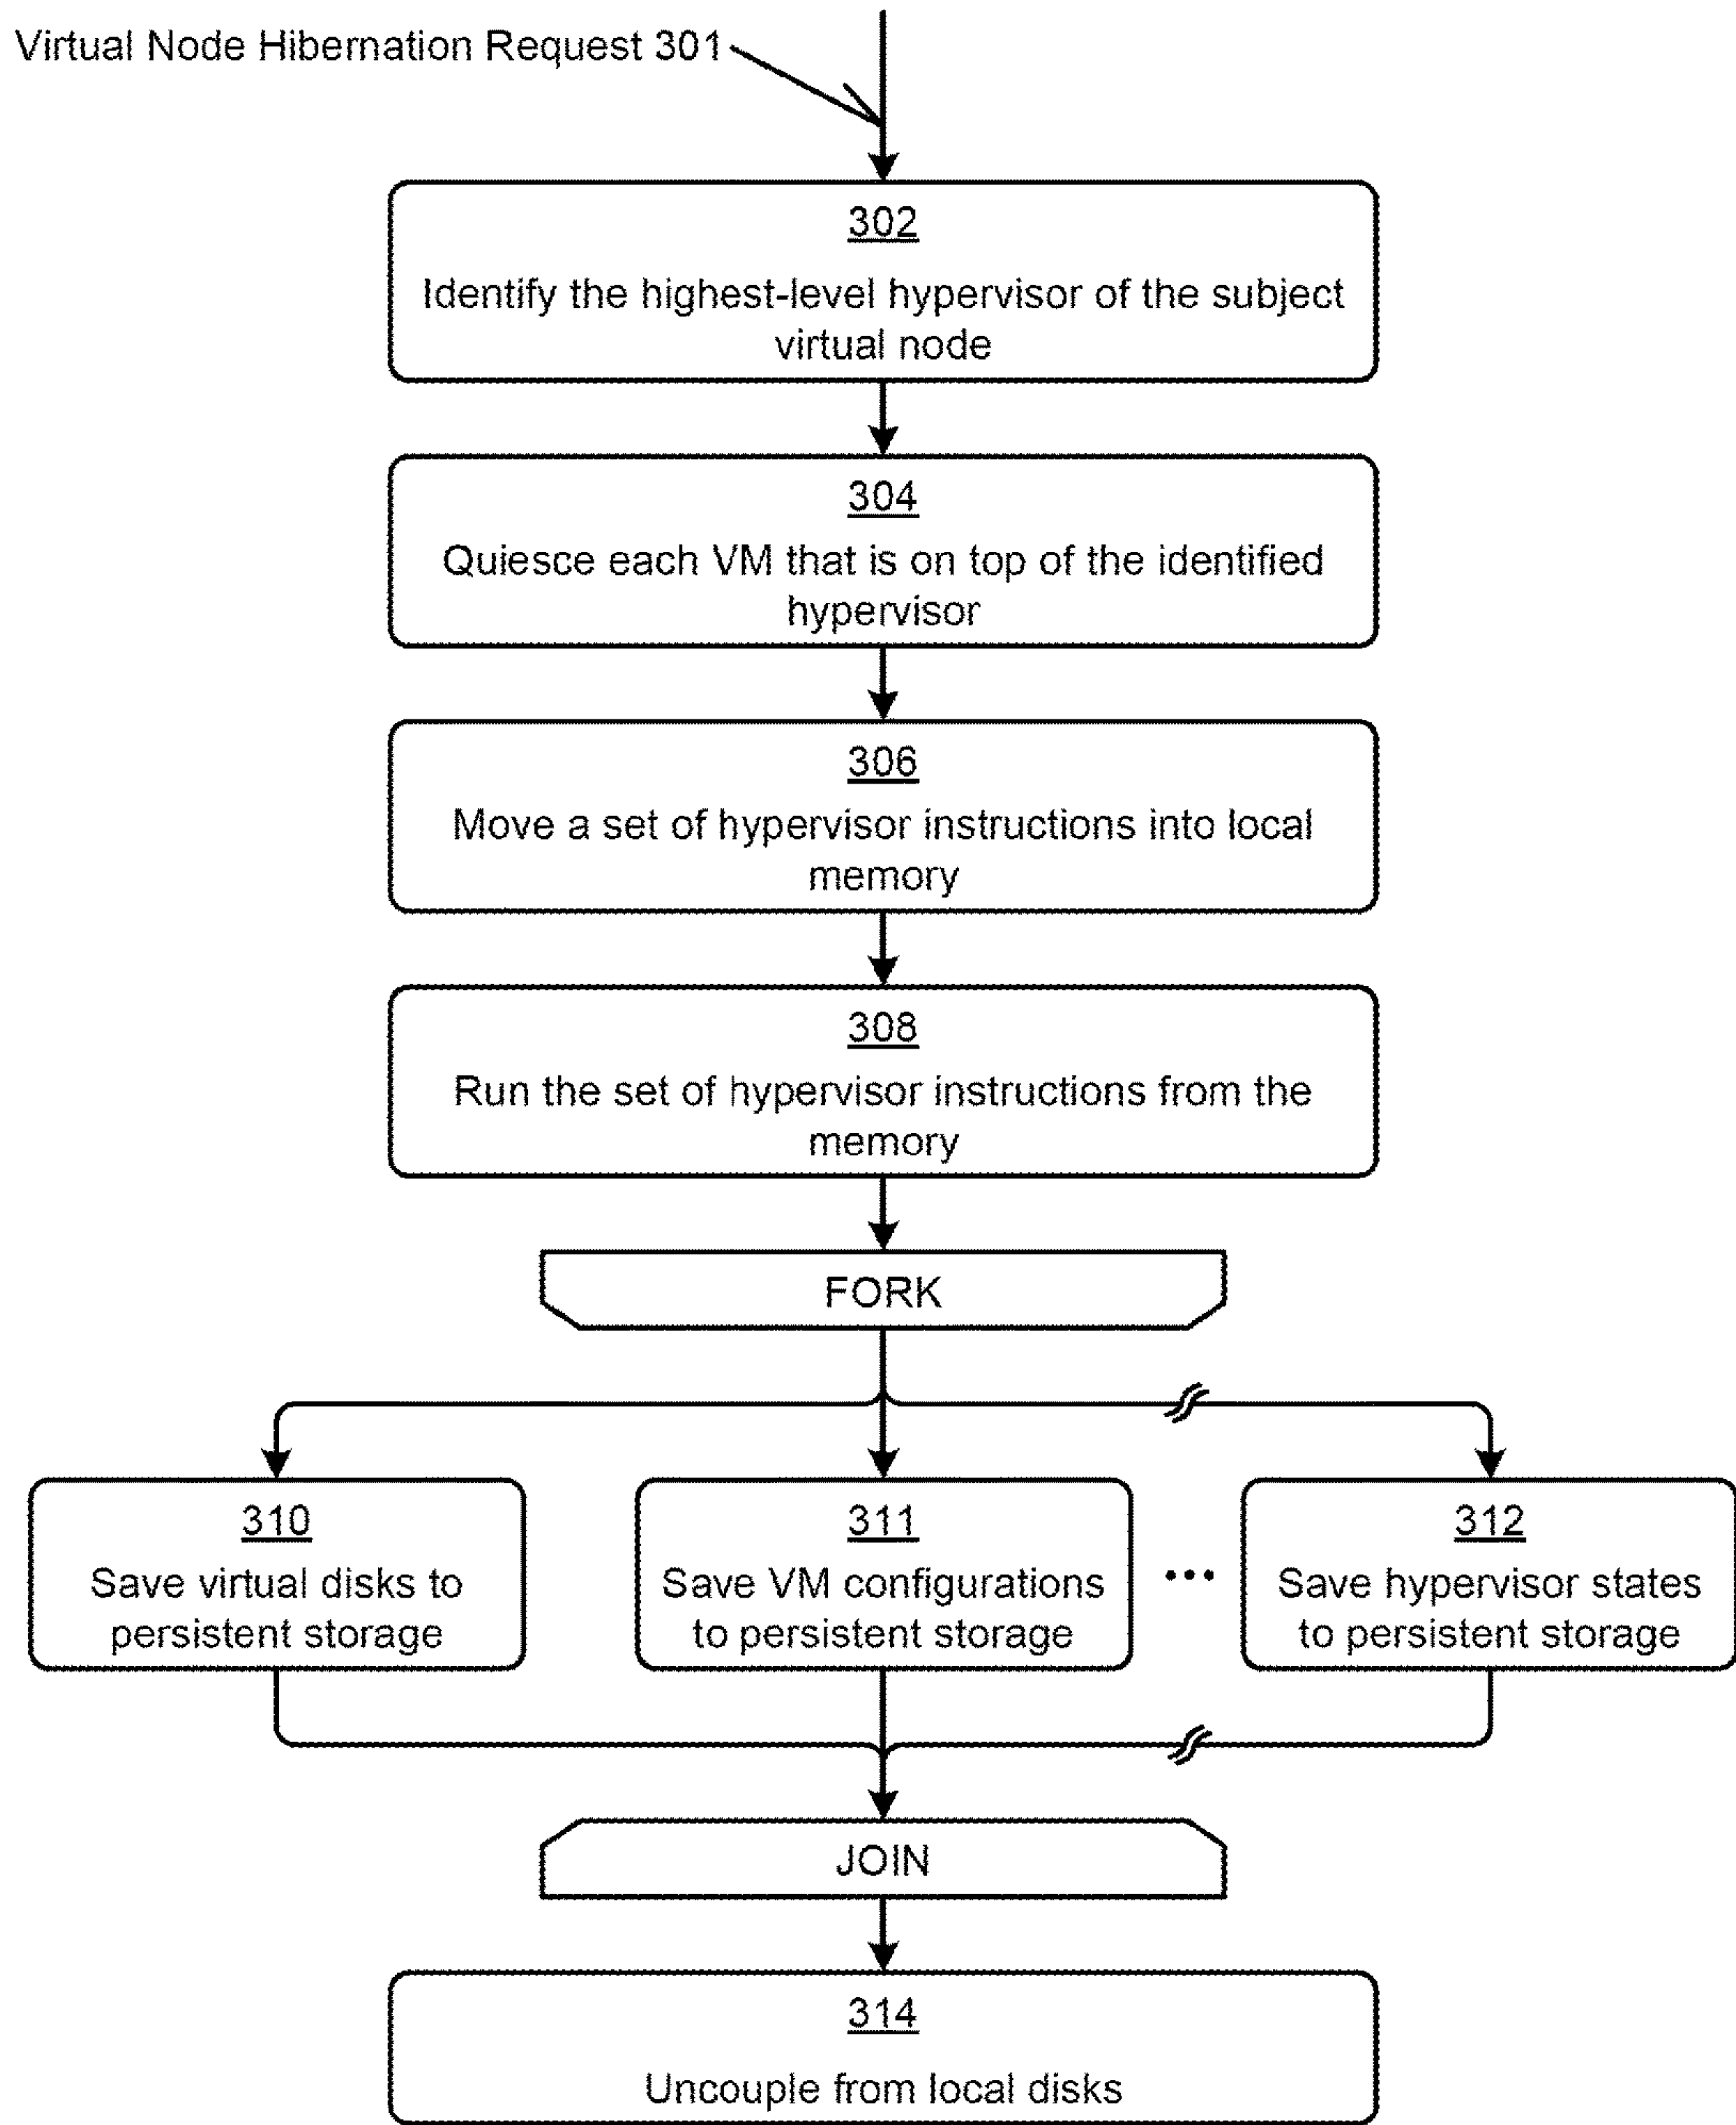 Virtual Node Hibernation Request 301
302
Identify the highest-level hypervisor of the subject
virtual node
304
Quiesce each VM that is on top of the identified
hypervisor
306
Move a set of hypervisor instructions into local
memory
308
Run the set of hypervisor instructions from the
memory
FORK
310
Save virtual disks to
persistent storage
311
Save VM configurations
to persistent storage
...
312
Save hypervisor states
to persistent storage
JOIN
314
Uncouple from local disks